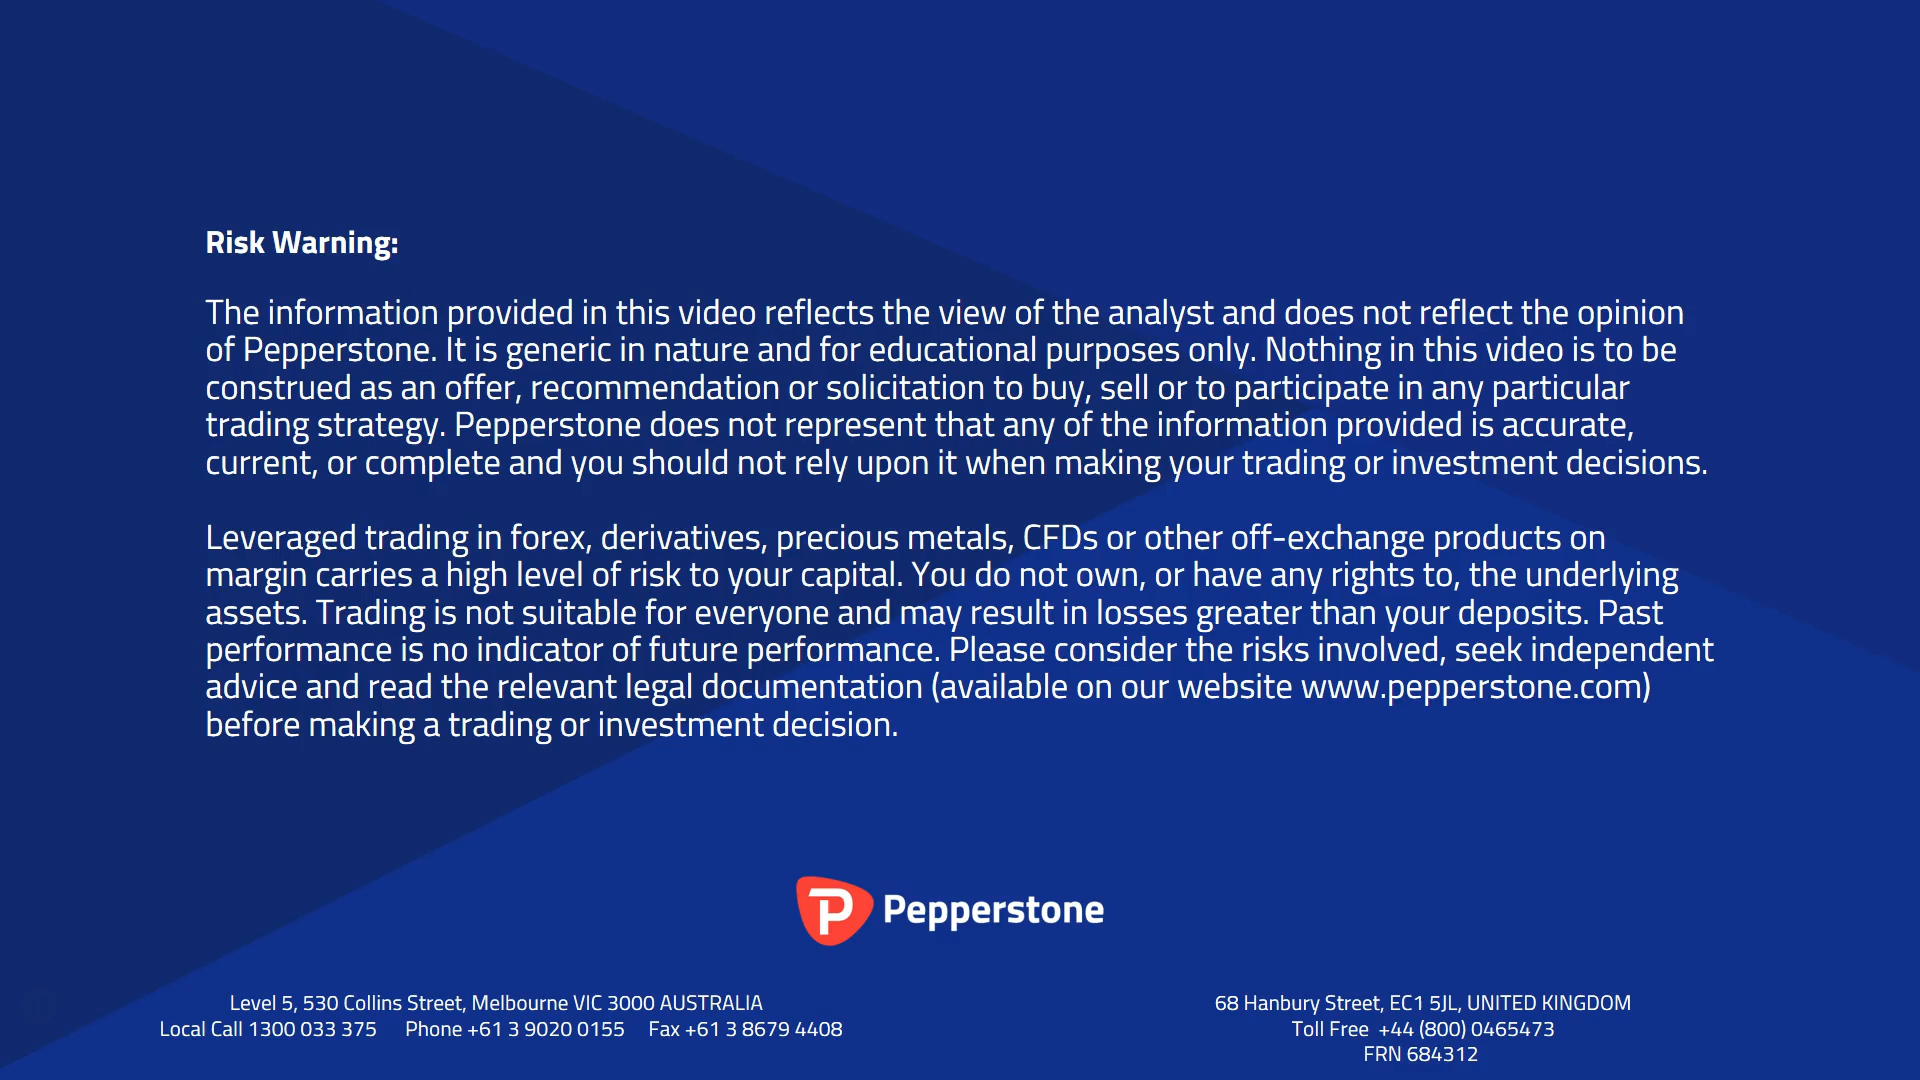 Risk Warning:
The information provided in this video reflects the view of the analyst and does not reflect the opinion
of Pepperstone. It is generic in nature and for educational purposes only. Nothing in this video is to be
construed as an offer, recommendation or solicitation to buy, sell or to participate in any particular
trading strategy. Pepperstone does not represent that any of the information provided is accurate,
current, or complete and you should not rely upon it when making your trading or investment decisions.
Leveraged trading in forex, derivatives, precious metals, CFDs or other off-exchange products on
margin carries a high level of risk to your capital. You do not own, or have any rights to, the underlying
assets. Trading is not suitable for everyone and may result in losses greater than your deposits. Past
performance is no indicator of future performance. Please consider the risks involved, seek independent
advice and read the relevant legal documentation (available on our website www.pepperstone.com)
before making a trading or investment decision.
P Pepperstone
Level 5, 530 Collins Street, Melbourne VIC 3000 AUSTRALIA
Local Call 1300 033 375 Phone +61 3 9020 0155 Fax +61 3 8679 4408
68 Hanbury Street, EC1 5JL, UNITED KINGDOM
Toll Free +44 (800) 0465473
FRN 684312